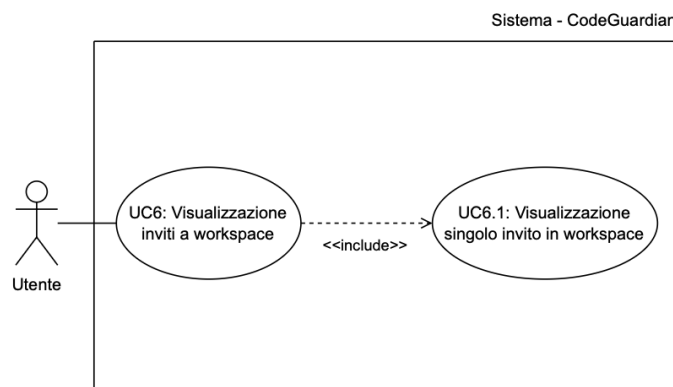 Sistema - CodeGuardian
UC6: Visualizzazione
inviti a workspace
<<include>>
UC6.1: Visualizzazione
singolo invito in workspace
Utente